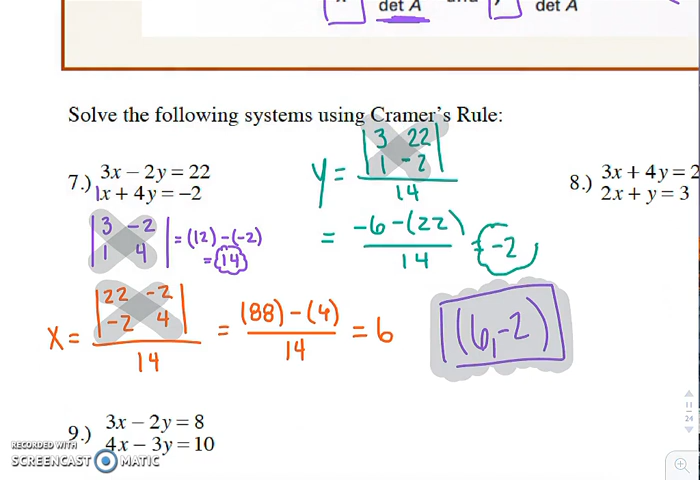 det A
det A
Solve the following systems using Cramer's Rule:
7.) 3x − 2y = 22
1x + 4y = −2
|3 −2|
|1 4| = (12) − (−2)
= 14
y = |3 22|
|1 −2|
14
= −6 − (22)
14
= −2
8.) 3x + 4y = 2
2x + y = 3
x = |22 −2|
|−2 4|
14
= (88) − (4)
14
= 6
(6, −2)
9.) 3x − 2y = 8
4x − 3y = 10
RECORDED WITH
SCREENCAST MATIC